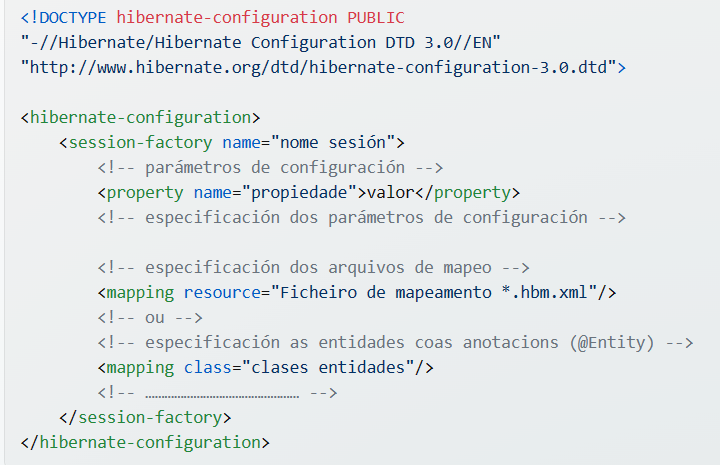 <!DOCTYPE hibernate-configuration PUBLIC
"-//Hibernate/Hibernate Configuration DTD 3.0//EN"
"http://www.hibernate.org/dtd/hibernate-configuration-3.0.dtd">
<hibernate-configuration>
<session-factory name="nome sesión">
<!-- parámetros de configuración -->
<property name="propiedade">valor</property>
<!-- especificación dos parámetros de configuración -->
<!-- especificación dos arquivos de mapeo -->
<mapping resource="Ficheiro de mapeamento *.hbm.xml"/>
<!-- ou -->
<!-- especificación as entidades coas anotacions (@Entity) -->
<mapping class="clases entidades"/>
<!-- ………………………………………… -->
</session-factory>
</hibernate-configuration>